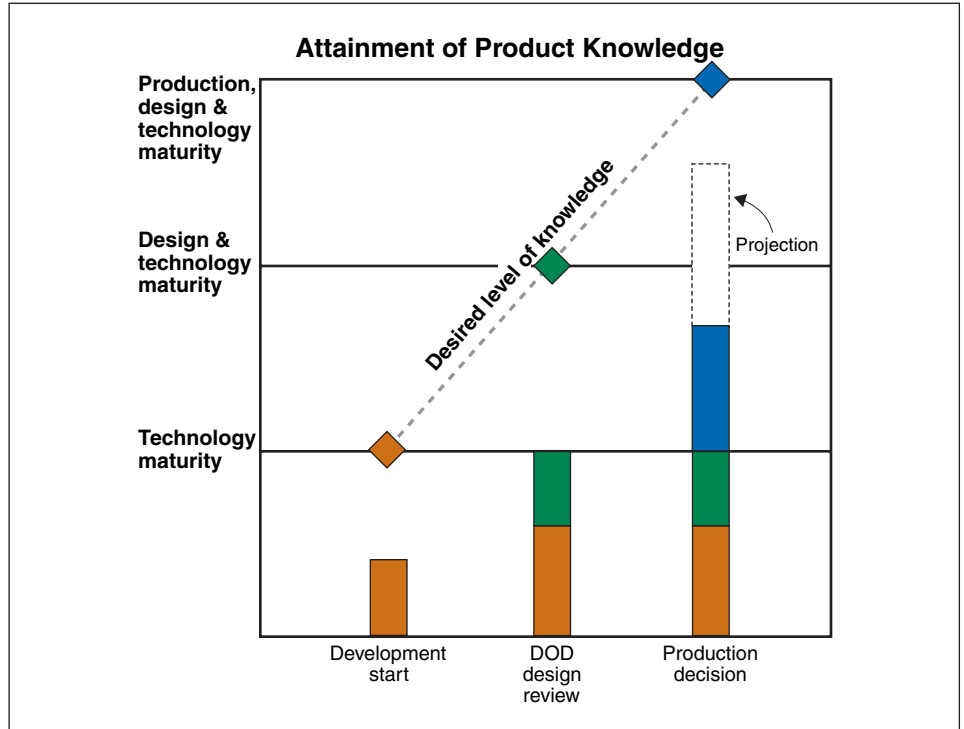 Attainment of Product Knowledge
Production,
design &
technology
maturity
Design &
technology
maturity
Technology
maturity
Desired level of knowledge
Projection
Development
start
DOD
design
review
Production
decision